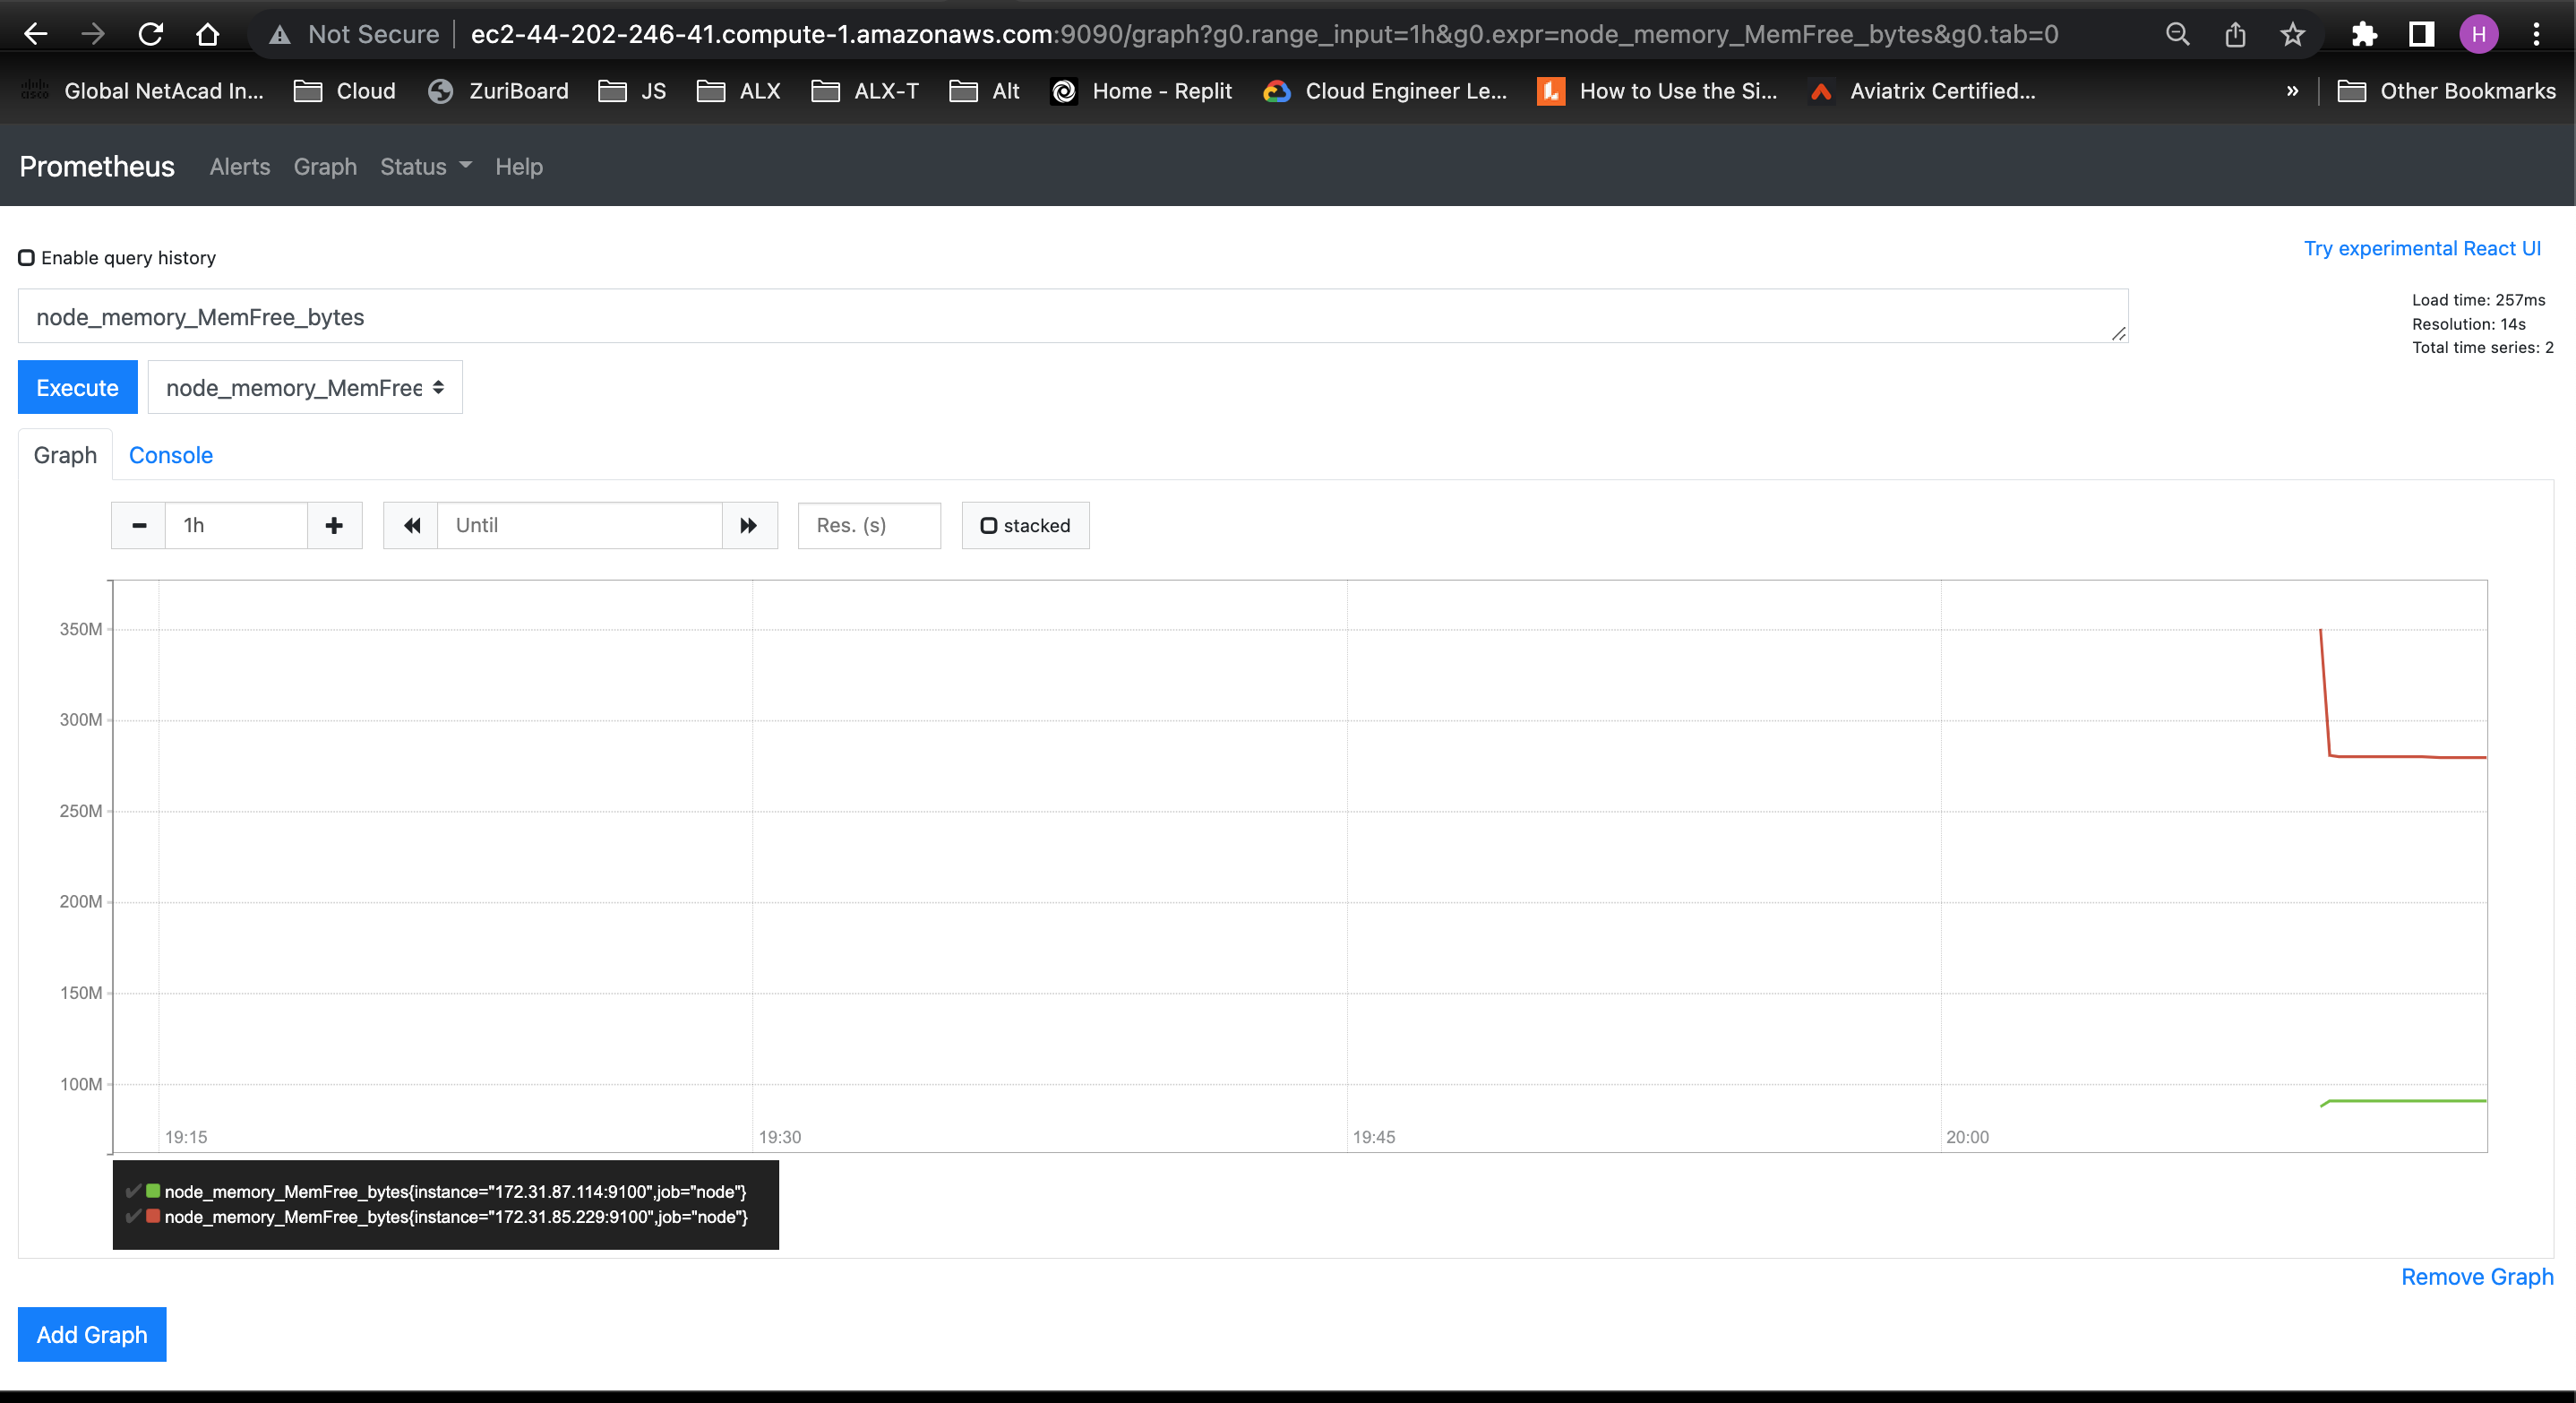 Not Secure ec2-44-202-246-41.compute-1.amazonaws.com:9090/graph?g0.range_input=1h&g0.expr=node_memory_MemFree_bytes&g0.tab=0 H
cisco Global NetAcad In... Cloud ZuriBoard JS ALX ALX-T Alt Home - Replit Cloud Engineer Le... How to Use the Si... Aviatrix Certified... » Other Bookmarks
Prometheus Alerts Graph Status Help
Enable query history Try experimental React UI
node_memory_MemFree_bytes
Load time: 257ms
Resolution: 14s
Total time series: 2
Execute node_memory_MemFree
Graph Console
1h Until Res. (s) stacked
350M
300M
250M
200M
150M
100M
19:15 19:30 19:45 20:00
node_memory_MemFree_bytes{instance="172.31.87.114:9100",job="node"}
node_memory_MemFree_bytes{instance="172.31.85.229:9100",job="node"}
Remove Graph
Add Graph